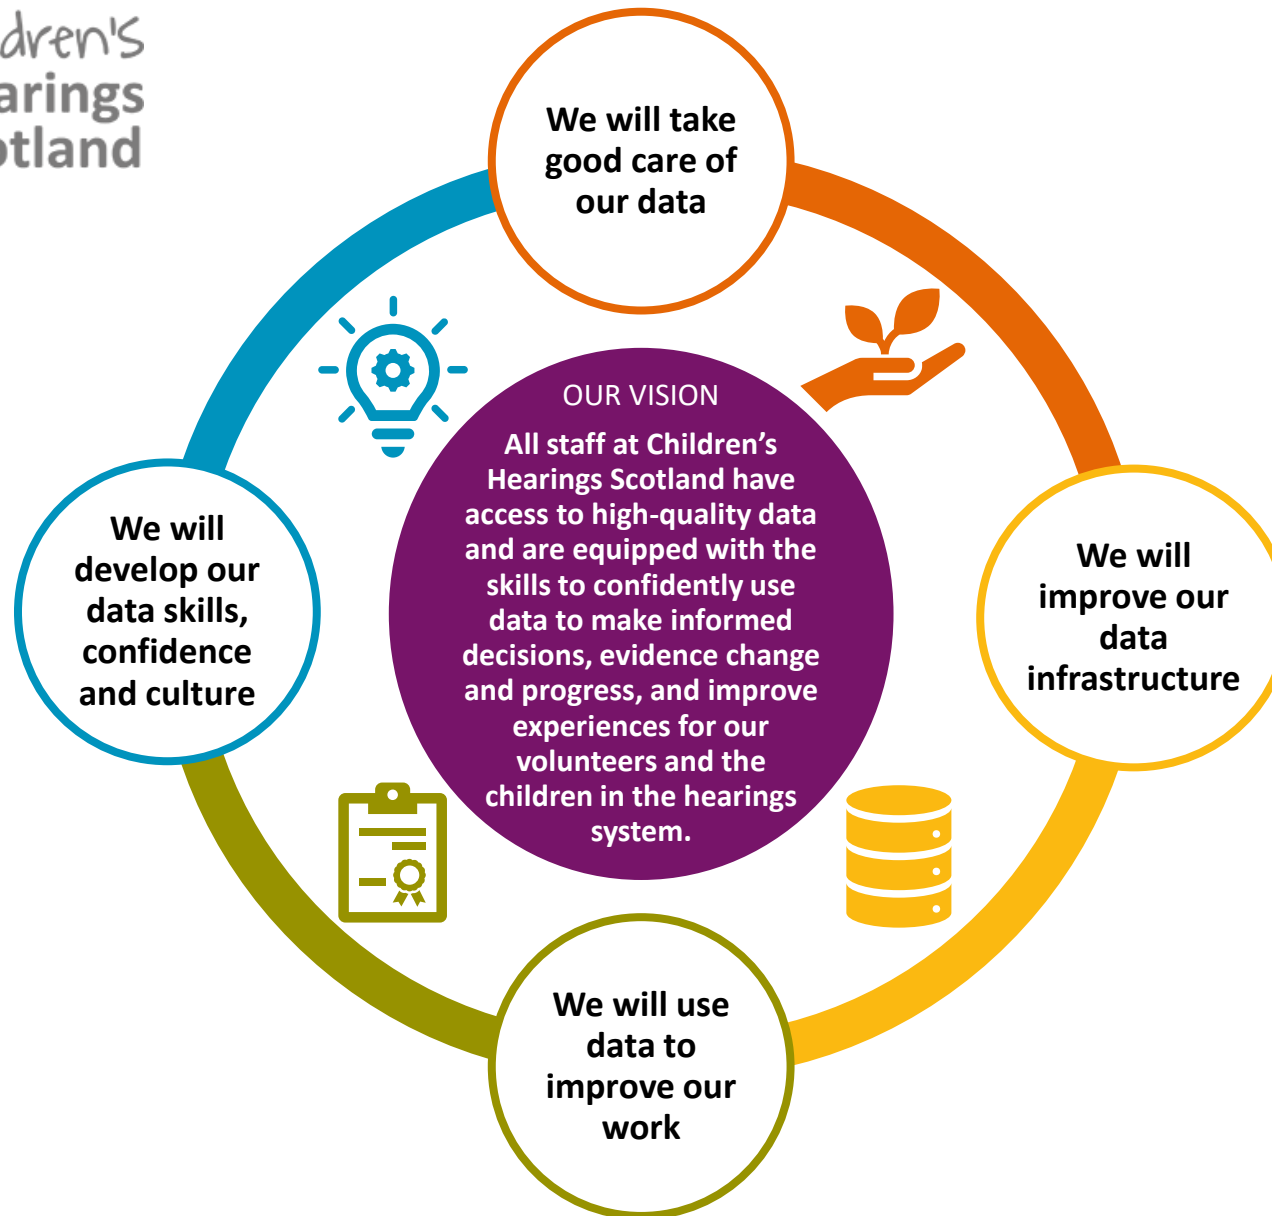 dren's
arings
otland
We will take
good care of
our data
OUR VISION
All staff at Children’s
Hearings Scotland have
access to high-quality data
and are equipped with the
skills to confidently use
data to make informed
decisions, evidence change
and progress, and improve
experiences for our
volunteers and the
children in the hearings
system.
We will
develop our
data skills,
confidence
and culture
We will
improve our
data
infrastructure
We will use
data to
improve our
work